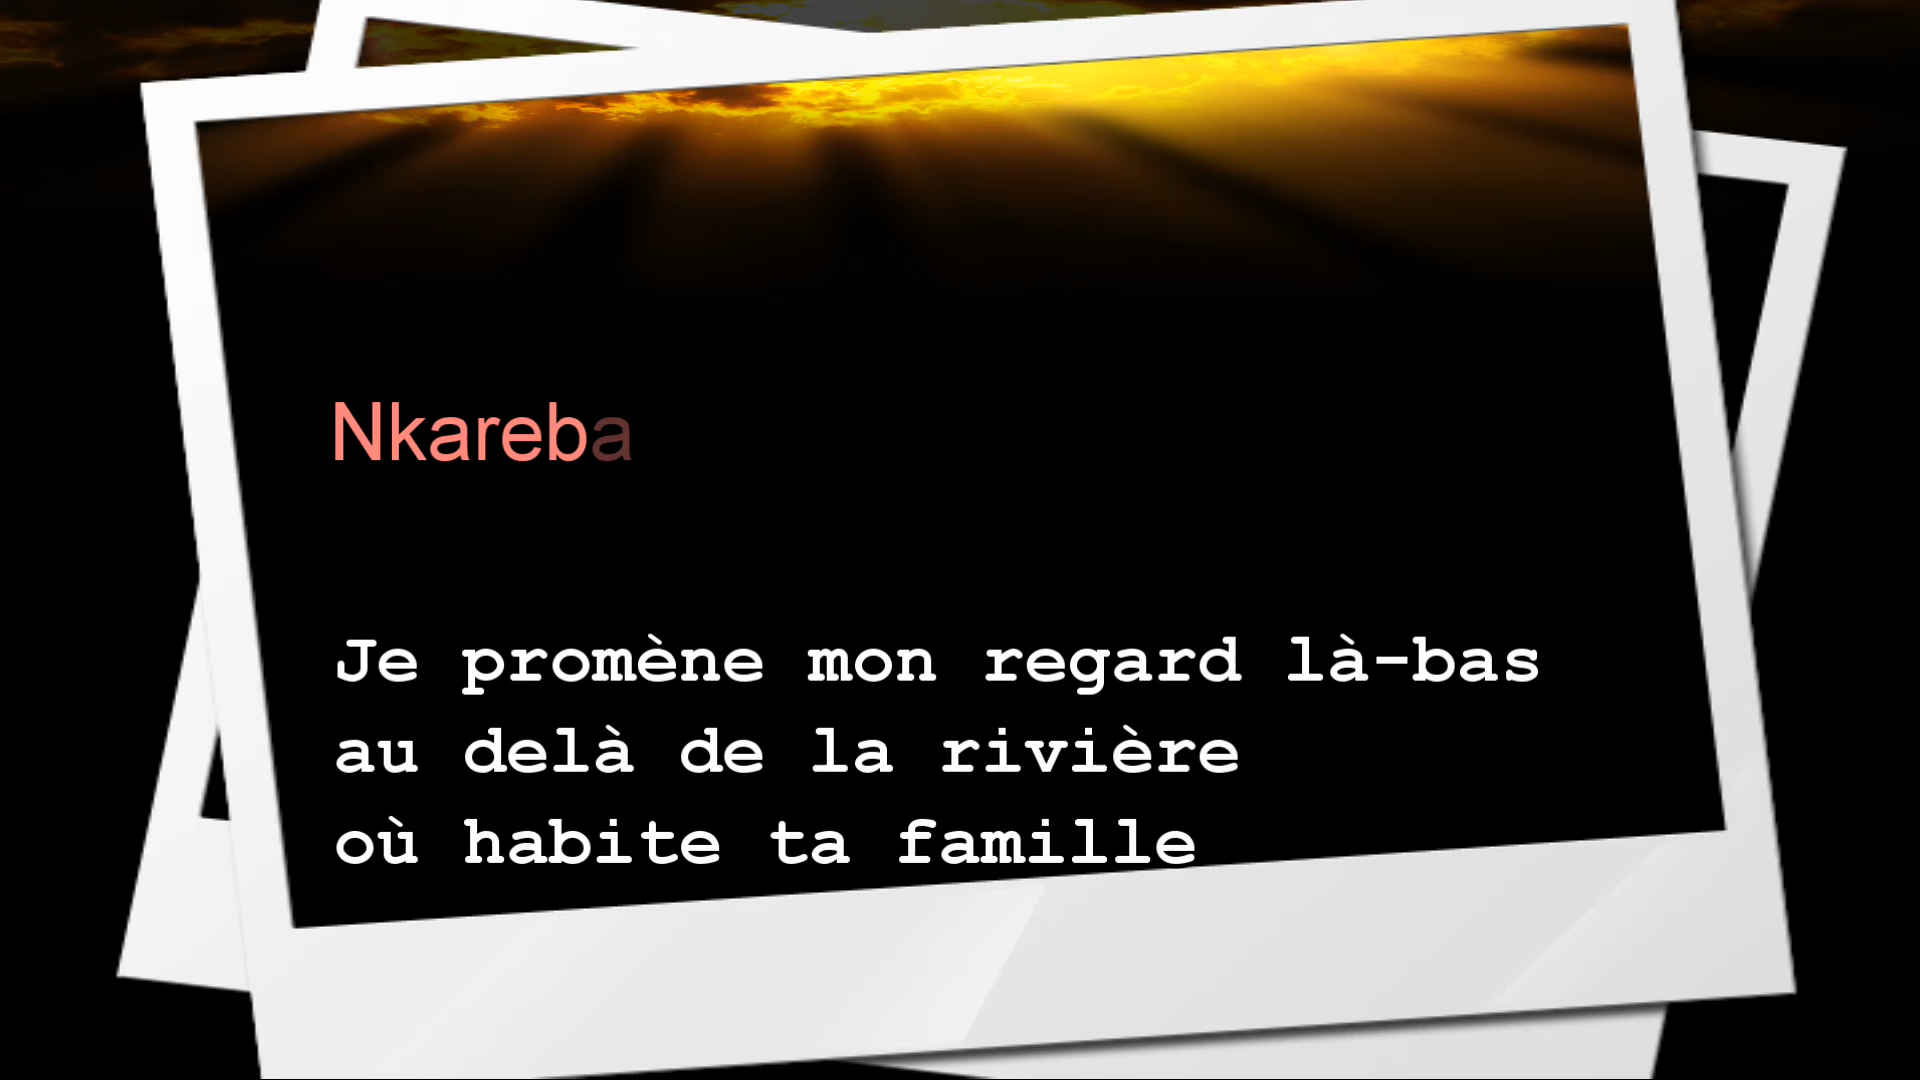 Nkareba
Je promène mon regard là-bas
au delà de la rivière
où habite ta famille